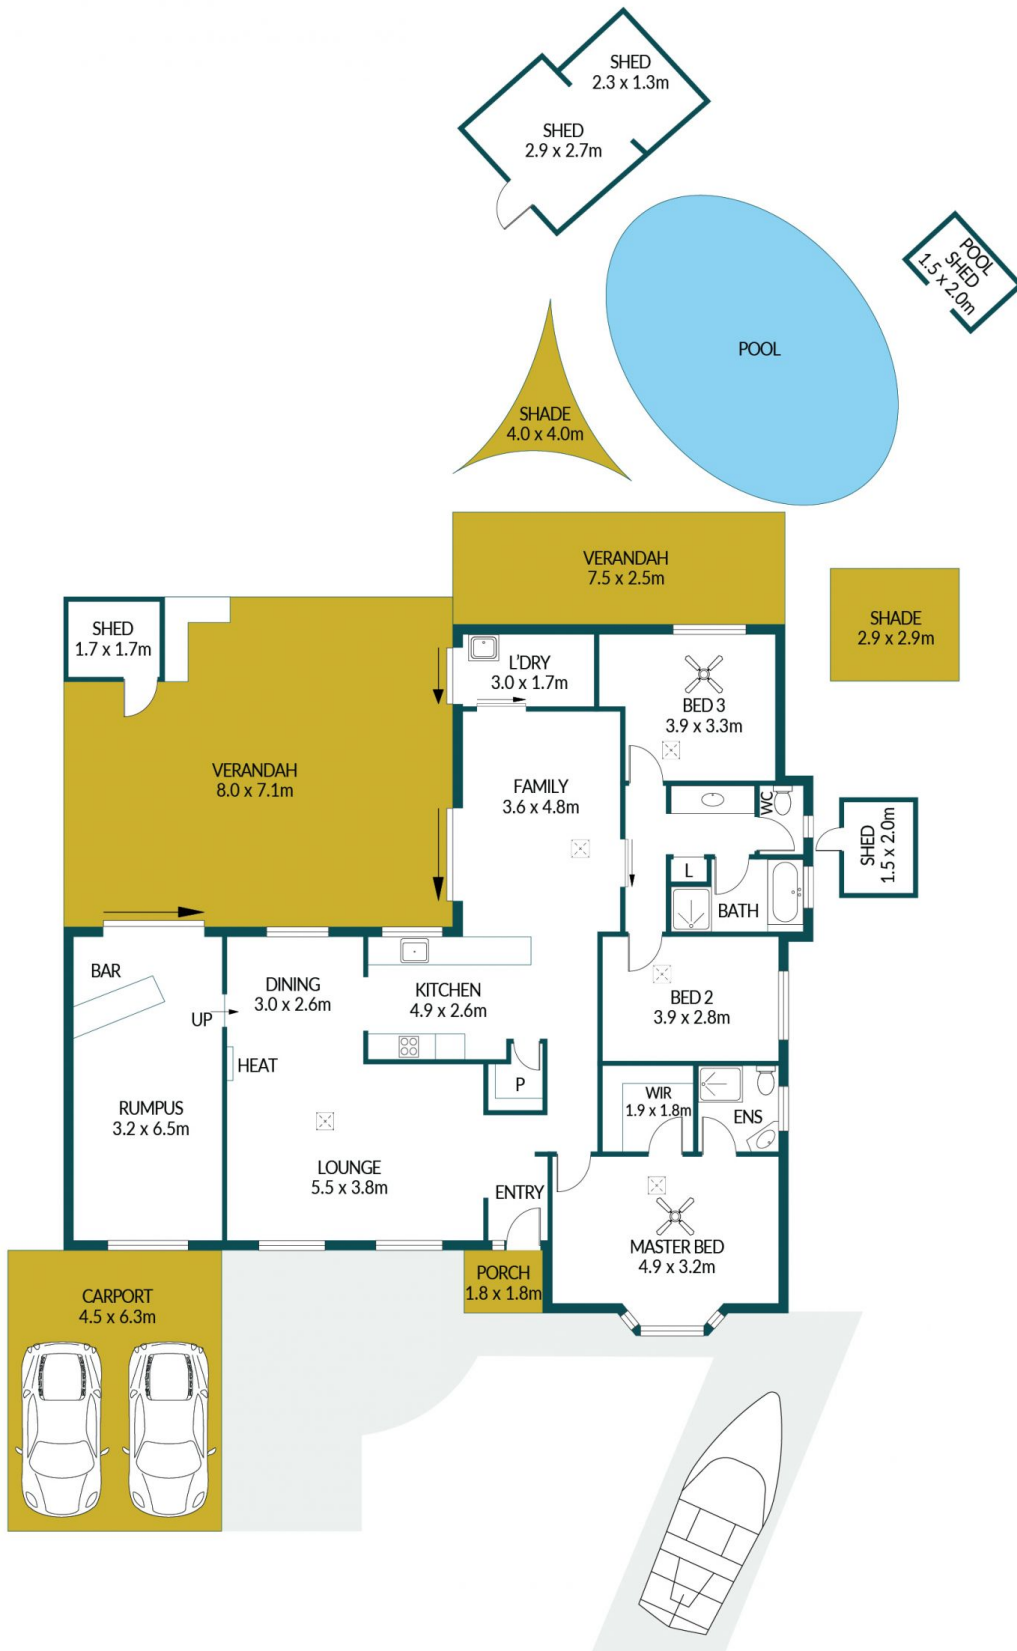 SHED
2.3 x 1.3m
SHED
2.9 x 2.7m
POOL
SHED
1.5 x 2.0m
POOL
SHADE
4.0 x 4.0m
VERANDAH
7.5 x 2.5m
SHADE
2.9 x 2.9m
SHED
1.7 x 1.7m
L'DRY
3.0 x 1.7m
BED 3
3.9 x 3.3m
VERANDAH
8.0 x 7.1m
FAMILY
3.6 x 4.8m
WC
SHED
1.5 x 2.0m
L
BATH
BAR
DINING
3.0 x 2.6m
KITCHEN
4.9 x 2.6m
BED 2
3.9 x 2.8m
UP
HEAT
P
RUMPUS
3.2 x 6.5m
WIR
1.9 x 1.8m
ENS
LOUNGE
5.5 x 3.8m
ENTRY
MASTER BED
4.9 x 3.2m
PORCH
1.8 x 1.8m
CARPORT
4.5 x 6.3m